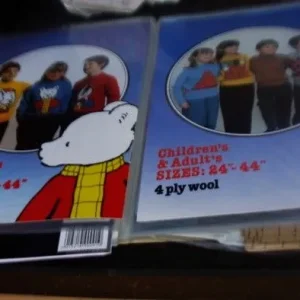 44"
Children's
& Adult's
SIZES: 24"- 44"
4 ply wool